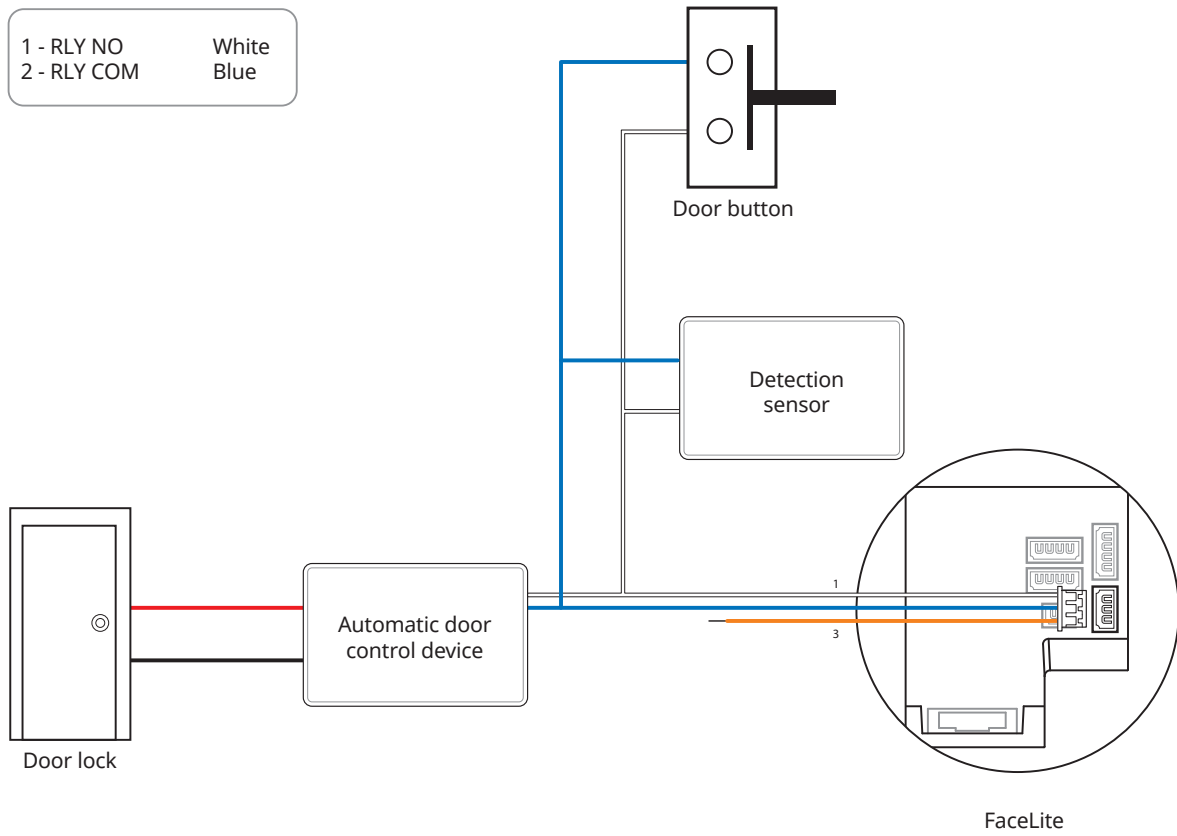 1 - RLY NO White
2 - RLY COM Blue
Door button
Detection
sensor
1
Automatic door
control device
3
Door lock
FaceLite